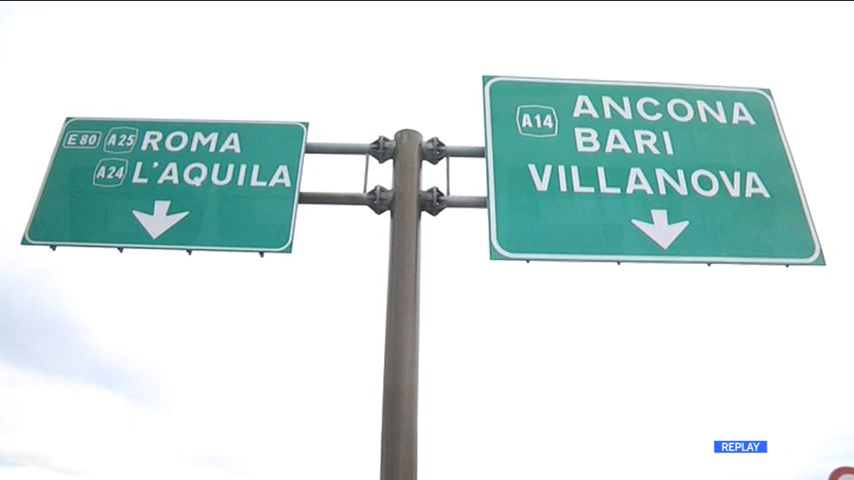 E 80 A25 ROMA
A24 L'AQUILA
A14 ANCONA
BARI
VILLANOVA
REPLAY